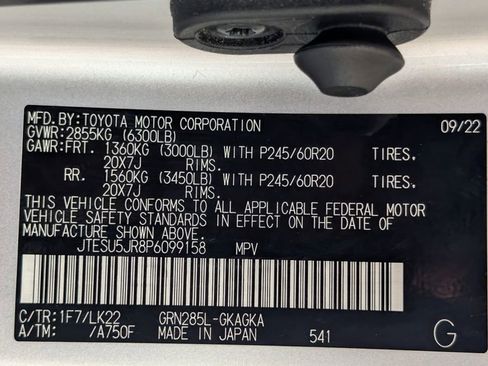 MFD.BY:TOYOTA MOTOR CORPORATION 09/22
GVWR:2855KG (6300LB)
GAWR:FRT. 1360KG (3000LB) WITH P245/60R20 TIRES,
20X7J RIMS.
RR. 1560KG (3450LB) WITH P245/60R20 TIRES,
20X7J RIMS.
THIS VEHICLE CONFORMS TO ALL APPLICABLE FEDERAL MOTOR
VEHICLE SAFETY STANDARDS IN EFFECT ON THE DATE OF
MANUFACTURE SHOWN ABOVE.
JTESU5JR8P6099158 MPV
C/TR:1F7/LK22 GRN285L-GKAGKA
A/TM: /A750F MADE IN JAPAN 541 G